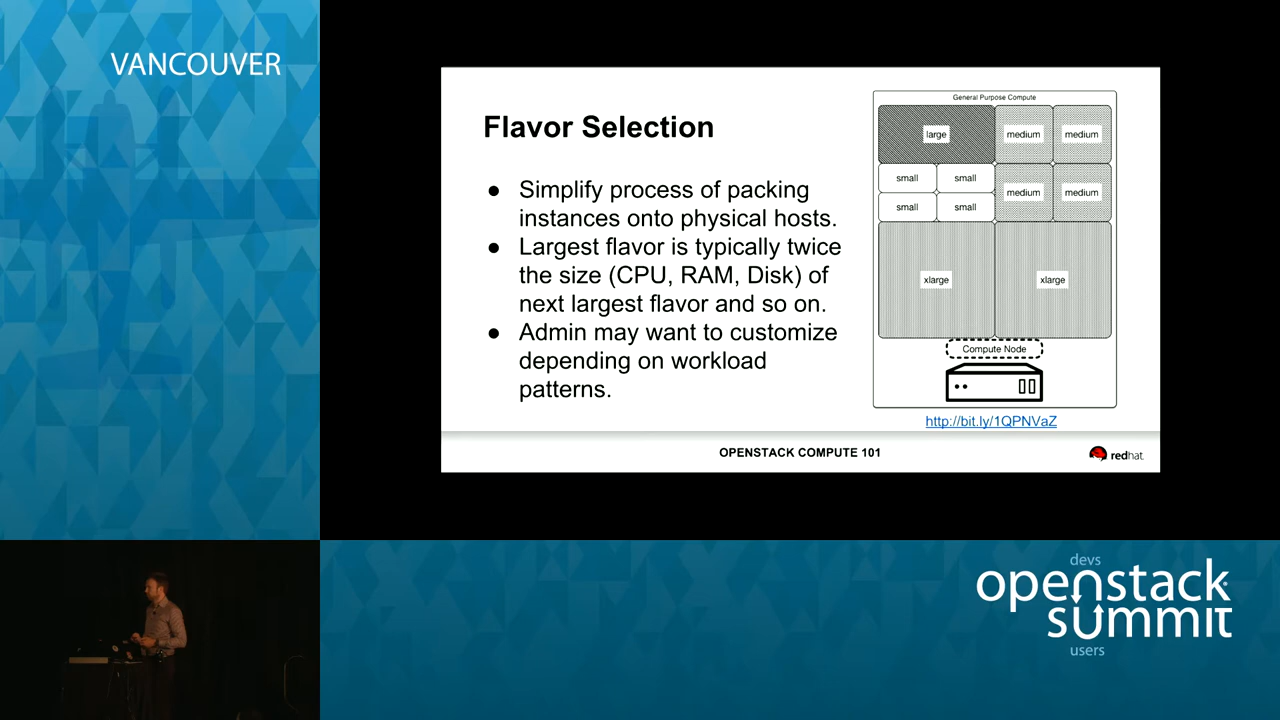 VANCOUVER
Flavor Selection
● Simplify process of packing
instances onto physical hosts.
● Largest flavor is typically twice
the size (CPU, RAM, Disk) of
next largest flavor and so on.
● Admin may want to customize
depending on workload
patterns.
General Purpose Compute
large
medium
medium
small
small
medium
medium
small
small
xlarge
xlarge
Compute Node
http://bit.ly/1QPNVaZ
OPENSTACK COMPUTE 101
redhat
devs
openstack
summit
users